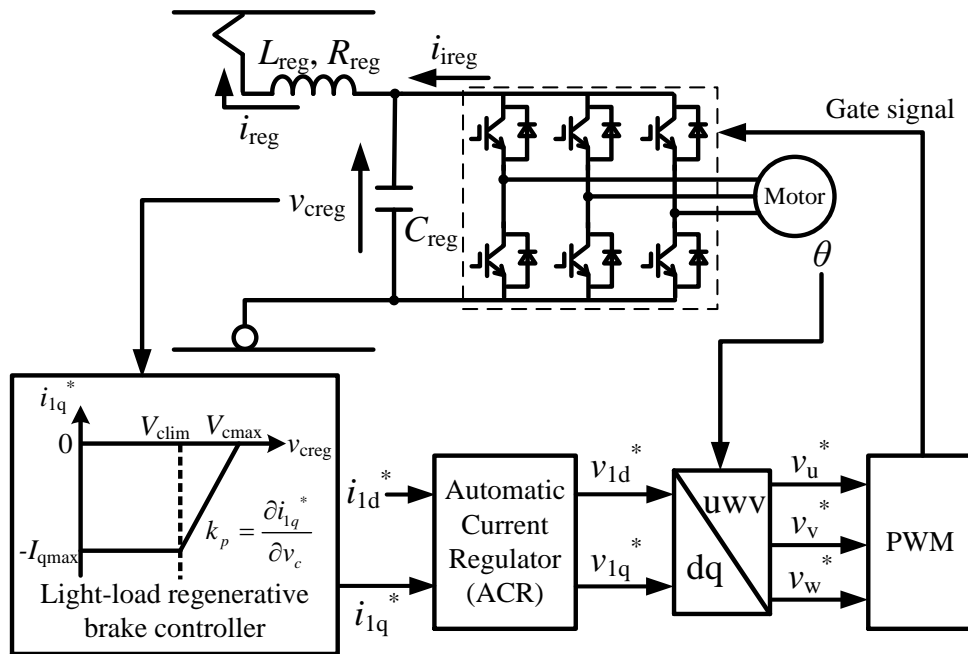 L_reg, R_reg
i_ireg
i_reg
Gate signal
v_creg
C_reg
Motor
θ
i_1q^*
0
V_clim
V_cmax
v_creg
k_p = ∂i_1q^* / ∂v_c
-I_qmax
Light-load regenerative
brake controller
i_1d^*
i_1q^*
Automatic
Current
Regulator
(ACR)
v_1d^*
v_1q^*
uwv
dq
v_u^*
v_v^*
v_w^*
PWM